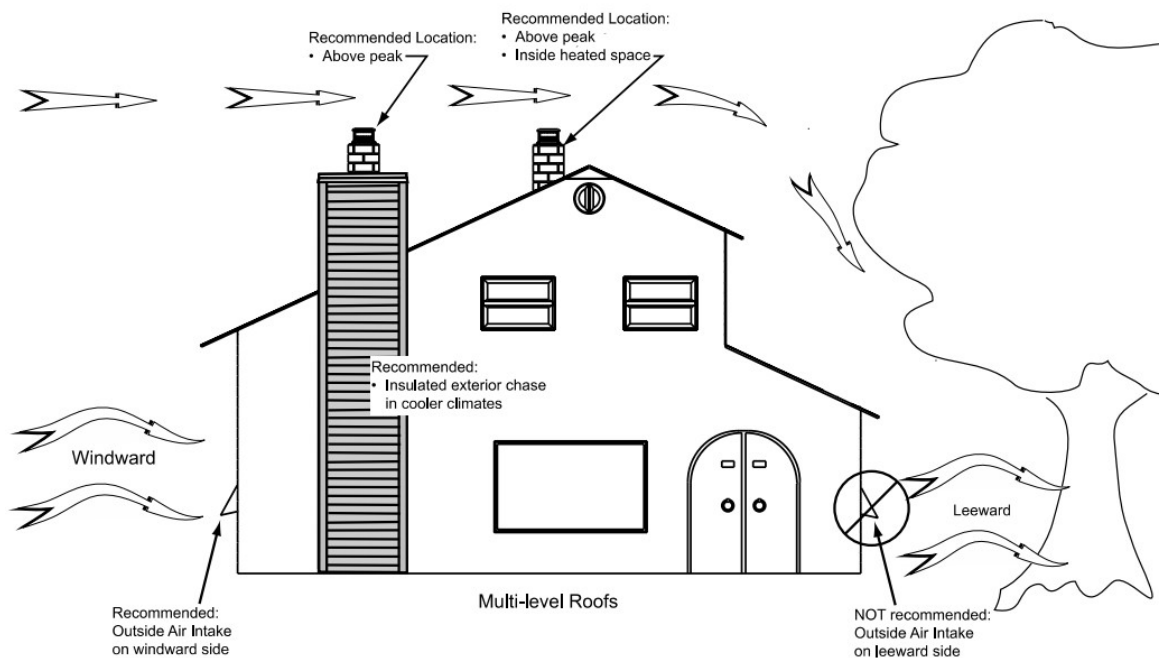 Recommended Location:
• Above peak
Recommended Location:
• Above peak
• Inside heated space
Recommended:
• Insulated exterior chase
in cooler climates
Windward
Leeward
Recommended:
Outside Air Intake
on windward side
Multi-level Roofs
NOT recommended:
Outside Air Intake
on leeward side